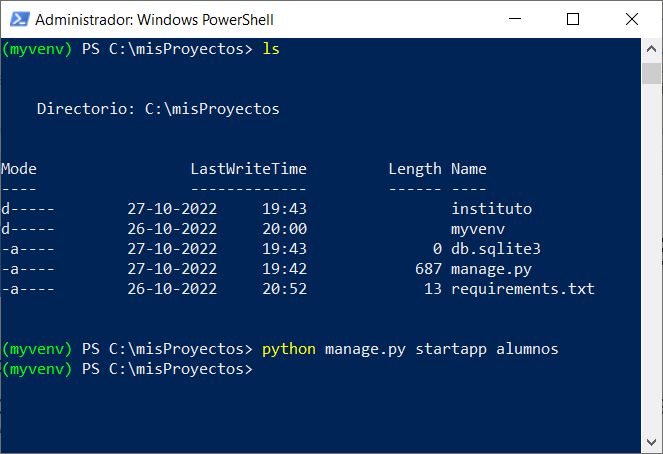 Administrador: Windows PowerShell
(myvenv) PS C:\misProyectos> ls
Directorio: C:\misProyectos
Mode LastWriteTime Length Name
---- ------------- ------ ----
d----- 27-10-2022 19:43 instituto
d----- 26-10-2022 20:00 myvenv
-a---- 27-10-2022 19:43 0 db.sqlite3
-a---- 27-10-2022 19:42 687 manage.py
-a---- 26-10-2022 20:52 13 requirements.txt
(myvenv) PS C:\misProyectos> python manage.py startapp alumnos
(myvenv) PS C:\misProyectos>